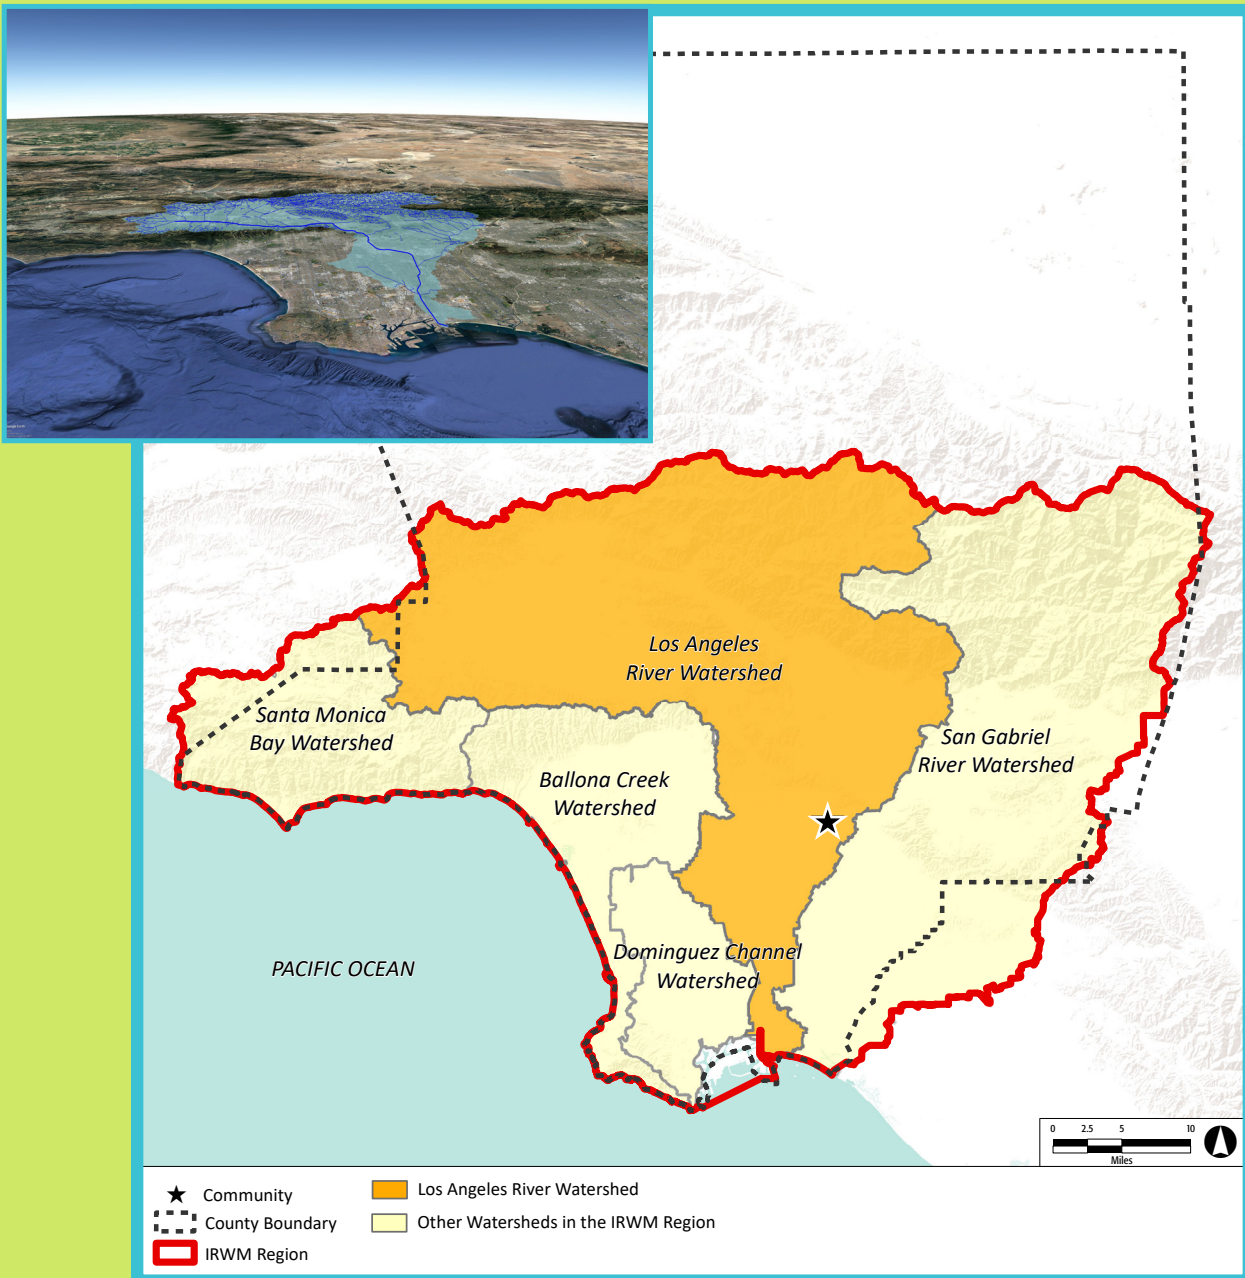 Los Angeles
River Watershed
Santa Monica
Bay Watershed
San Gabriel
River Watershed
Ballona Creek
Watershed
Dominguez Channel
Watershed
PACIFIC OCEAN
0 2.5 5 10
Miles
Community
County Boundary
IRWM Region
Los Angeles River Watershed
Other Watersheds in the IRWM Region